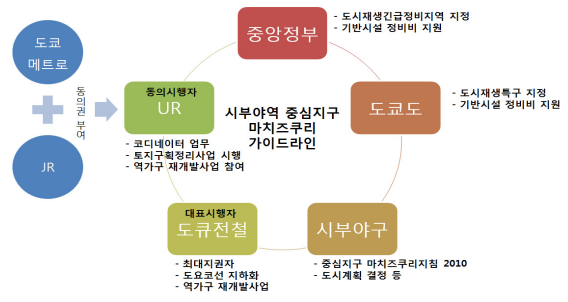 도쿄
메트로
JR
동의권 부여
동의시행자
UR
- 코디네이터 업무
- 토지구획정리사업 시행
- 역가구 재개발사업 참여
중앙정부
- 도시재생긴급정비지역 지정
- 기반시설 정비비 지원
도쿄도
- 도시재생특구 지정
- 기반시설 정비비 지원
시부야역 중심지구
마치즈쿠리
가이드라인
대표시행자
도큐전철
- 최대지권자
- 도요코선 지하화
- 역가구 재개발사업
시부야구
- 중심지구 마치즈쿠리지침 2010
- 도시계획 결정 등